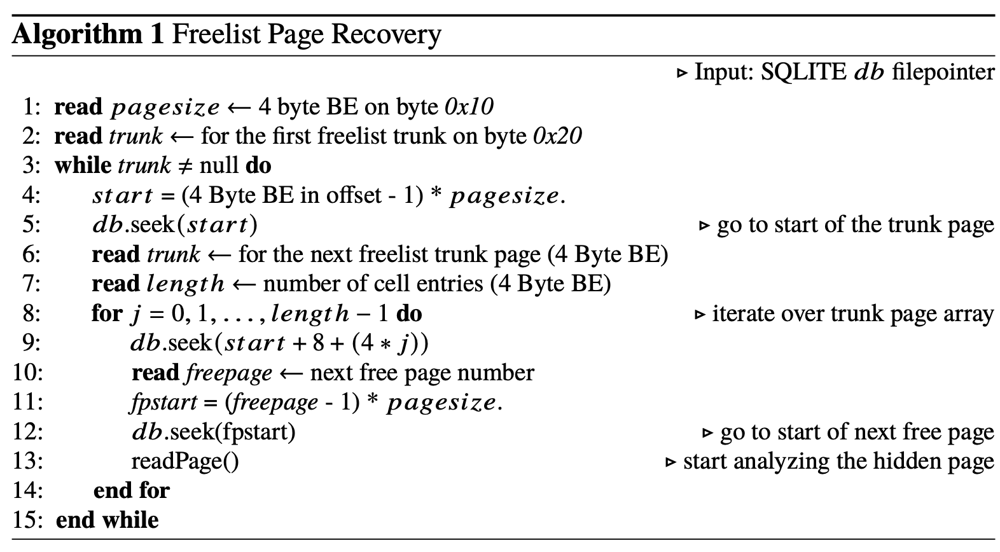 Algorithm 1 Freelist Page Recovery
▷ Input: SQLITE db filepointer
1: read pagesize ← 4 byte BE on byte 0x10
2: read trunk ← for the first freelist trunk on byte 0x20
3: while trunk ≠ null do
4: start = (4 Byte BE in offset - 1) * pagesize.
5: db.seek(start) ▷ go to start of the trunk page
6: read trunk ← for the next freelist trunk page (4 Byte BE)
7: read length ← number of cell entries (4 Byte BE)
8: for j = 0, 1, . . . , length − 1 do ▷ iterate over trunk page array
9: db.seek(start + 8 + (4 ∗ j))
10: read freepage ← next free page number
11: fpstart = (freepage - 1) * pagesize.
12: db.seek(fpstart) ▷ go to start of next free page
13: readPage() ▷ start analyzing the hidden page
14: end for
15: end while